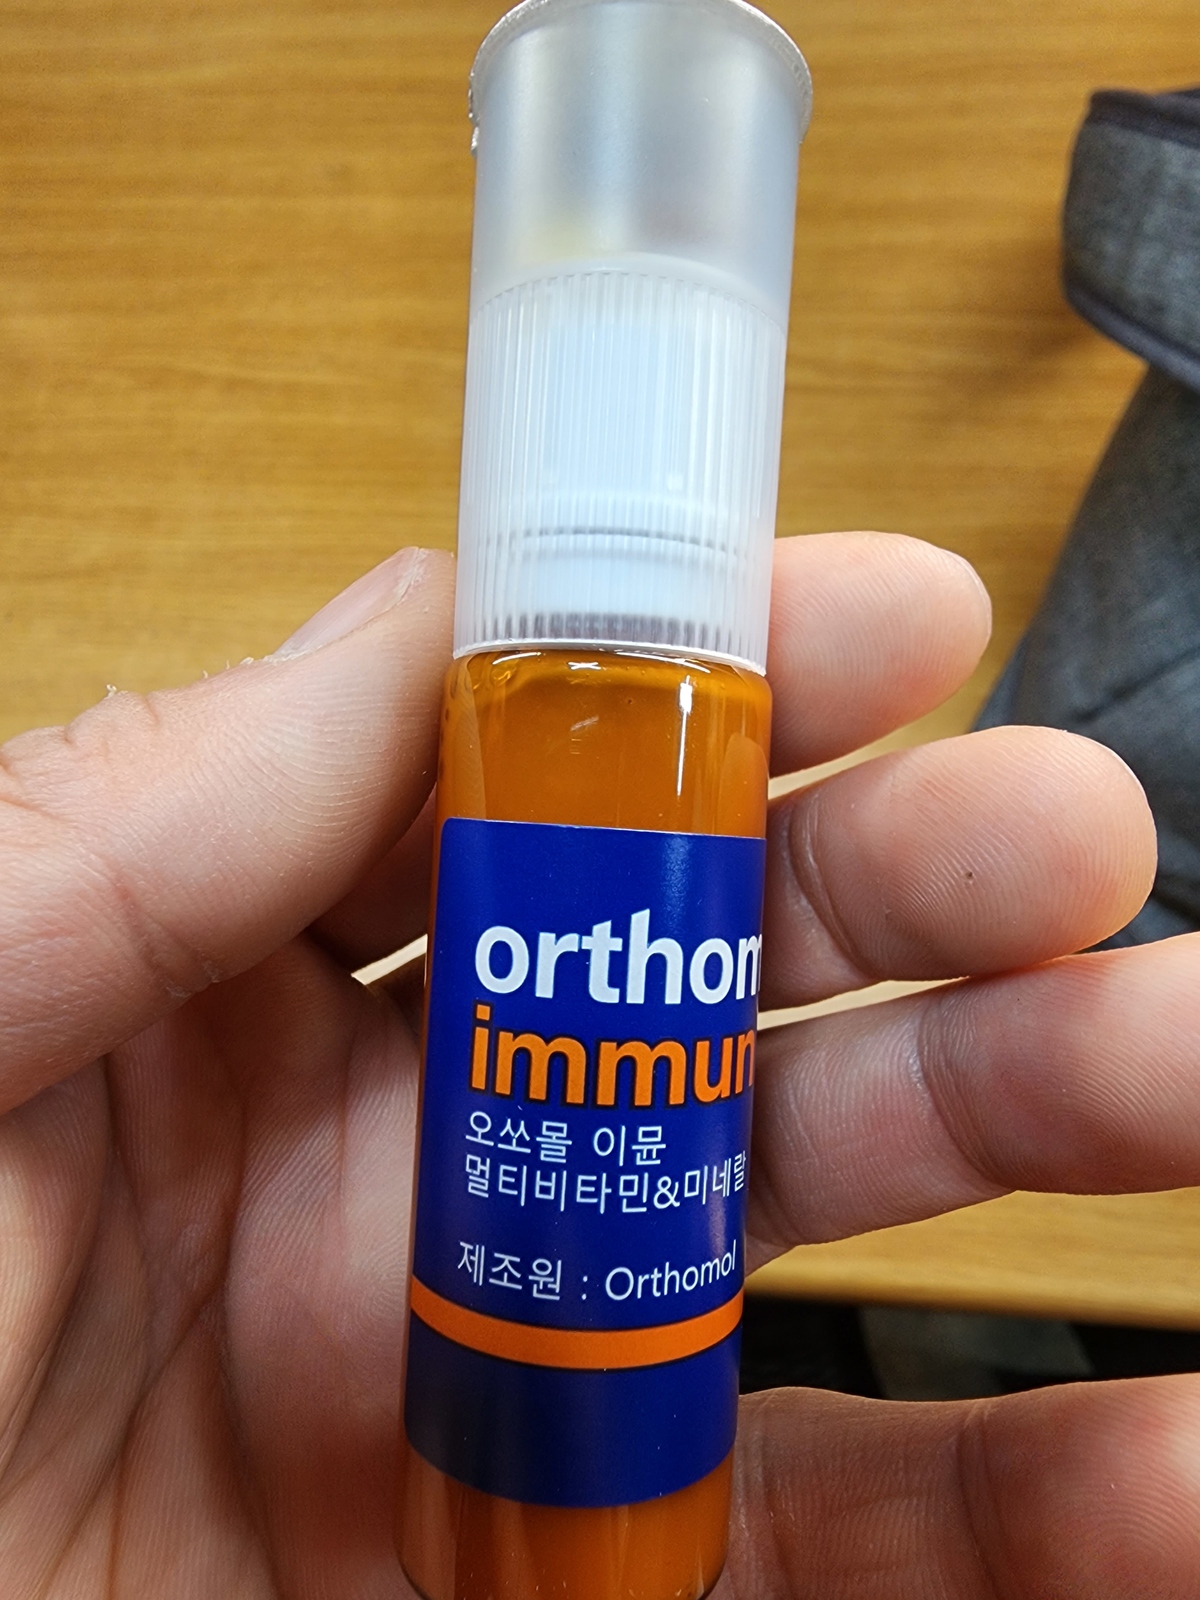 orthom
immun
오쏘몰 이뮨
멀티비타민&미네랄
제조원 : Orthomol